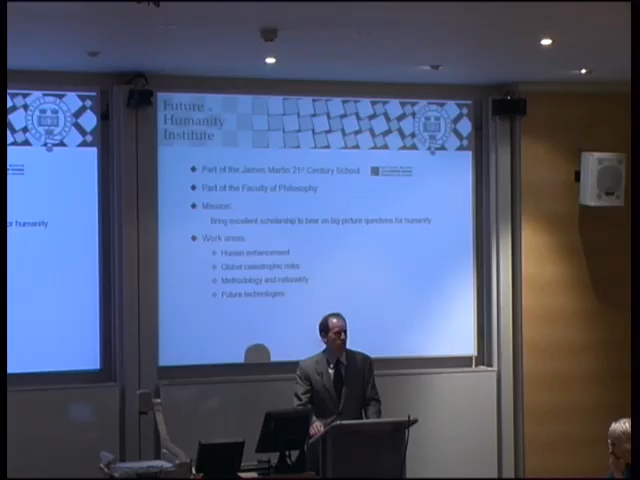 or humanity
Future of
Humanity
Institute
Part of the James Martin 21st Century School
Part of the Faculty of Philosophy
Mission:
Bring excellent scholarship to bear on big picture questions for humanity
Work areas:
Human enhancement
Global catastrophic risks
Methodology and rationality
Future technologies